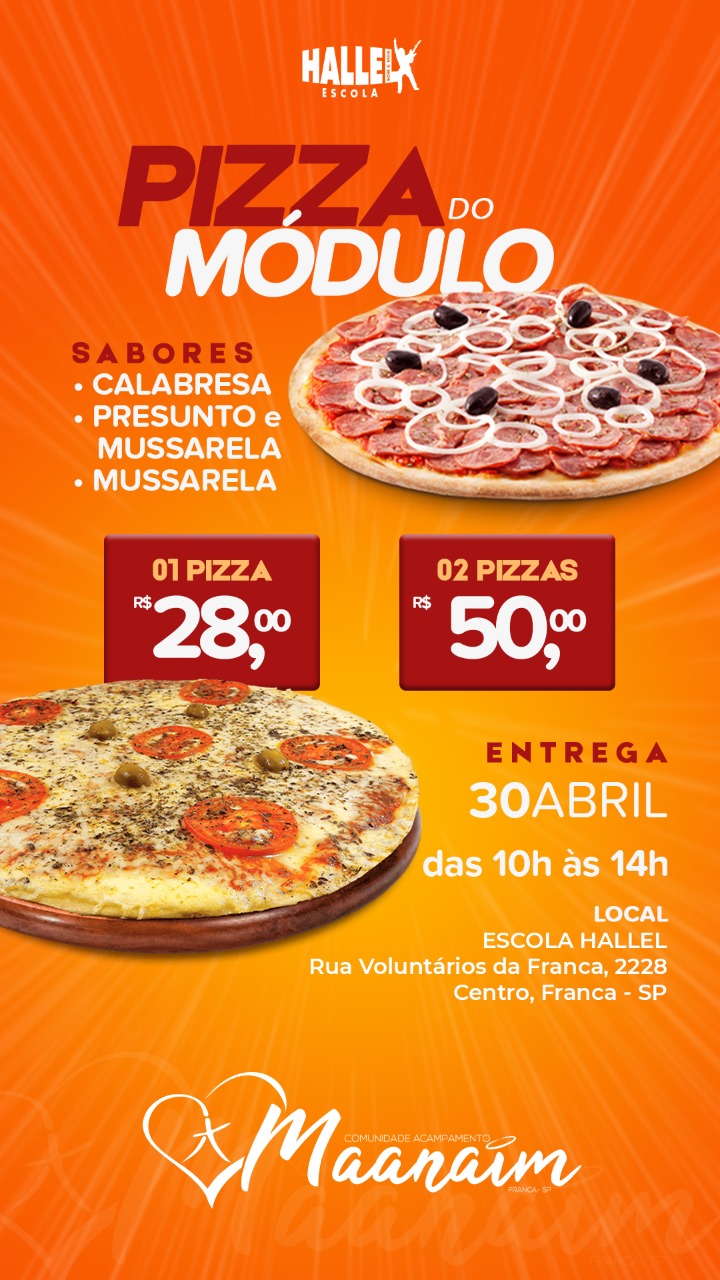 HALLEL
ESCOLA
PIZZA DO
MÓDULO
SABORES
• CALABRESA
• PRESUNTO e
MUSSARELA
• MUSSARELA
01 PIZZA
R$ 28,00
02 PIZZAS
R$ 50,00
ENTREGA
30ABRIL
das 10h às 14h
LOCAL
ESCOLA HALLEL
Rua Voluntários da Franca, 2228
Centro, Franca - SP
COMUNIDADE ACAMPAMENTO
Maanaim
FRANCA- SP